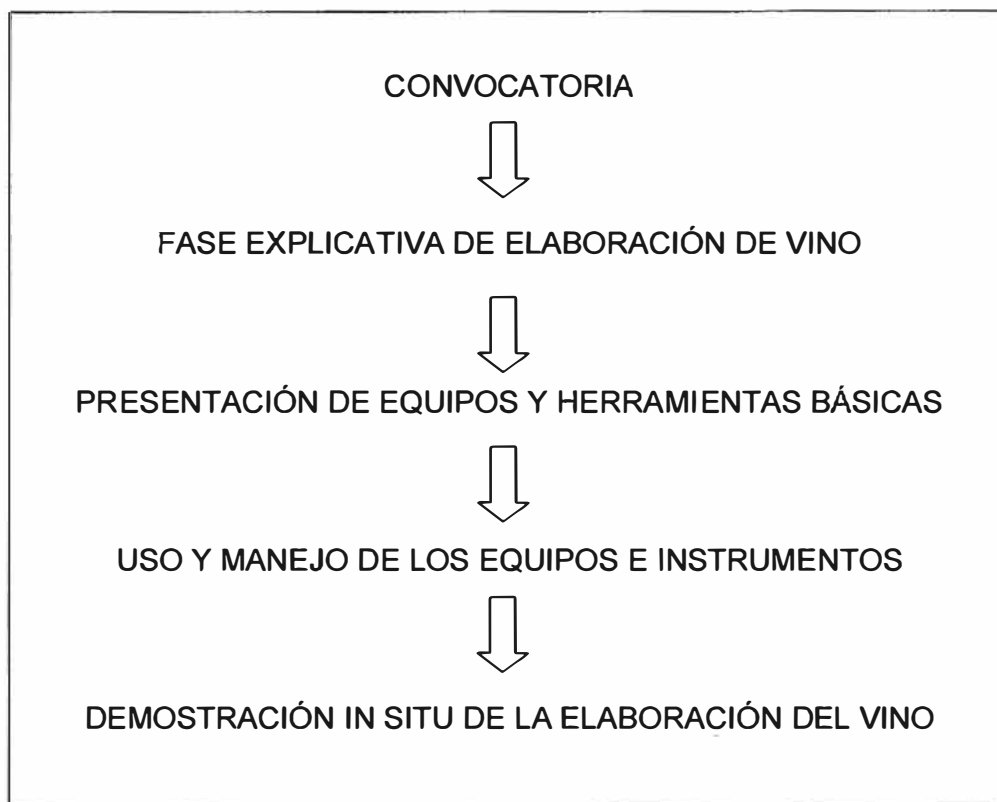 CONVOCATORIA
FASE EXPLICATIVA DE ELABORACIÓN DE VINO
PRESENTACIÓN DE EQUIPOS Y HERRAMIENTAS BÁSICAS
USO Y MANEJO DE LOS EQUIPOS E INSTRUMENTOS
DEMOSTRACIÓN IN SITU DE LA ELABORACIÓN DEL VINO